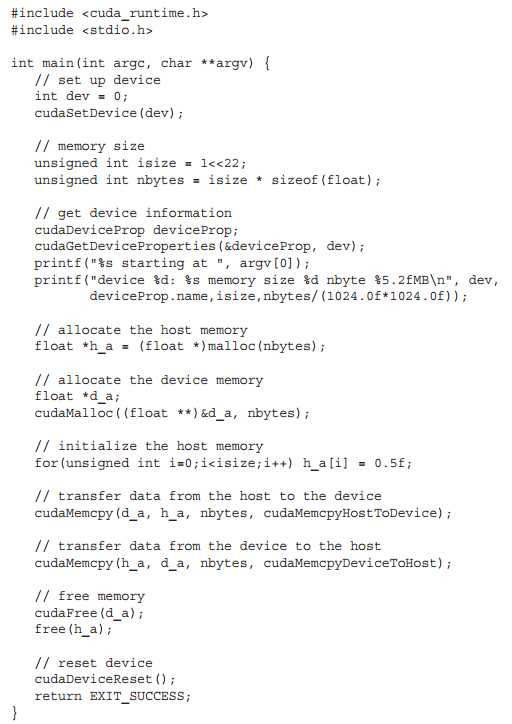 #include <cuda_runtime.h>
#include <stdio.h>

int main(int argc, char **argv) {
   // set up device
   int dev = 0;
   cudaSetDevice(dev);

   // memory size
   unsigned int isize = 1<<22;
   unsigned int nbytes = isize * sizeof(float);

   // get device information
   cudaDeviceProp deviceProp;
   cudaGetDeviceProperties(&deviceProp, dev);
   printf("%s starting at ", argv[0]);
   printf("device %d: %s memory size %d nbyte %5.2fMB\n", dev,
          deviceProp.name,isize,nbytes/(1024.0f*1024.0f));

   // allocate the host memory
   float *h_a = (float *)malloc(nbytes);

   // allocate the device memory
   float *d_a;
   cudaMalloc((float **)&d_a, nbytes);

   // initialize the host memory
   for(unsigned int i=0;i<isize;i++) h_a[i] = 0.5f;

   // transfer data from the host to the device
   cudaMemcpy(d_a, h_a, nbytes, cudaMemcpyHostToDevice);

   // transfer data from the device to the host
   cudaMemcpy(h_a, d_a, nbytes, cudaMemcpyDeviceToHost);

   // free memory
   cudaFree(d_a);
   free(h_a);

   // reset device
   cudaDeviceReset();
   return EXIT_SUCCESS;
}